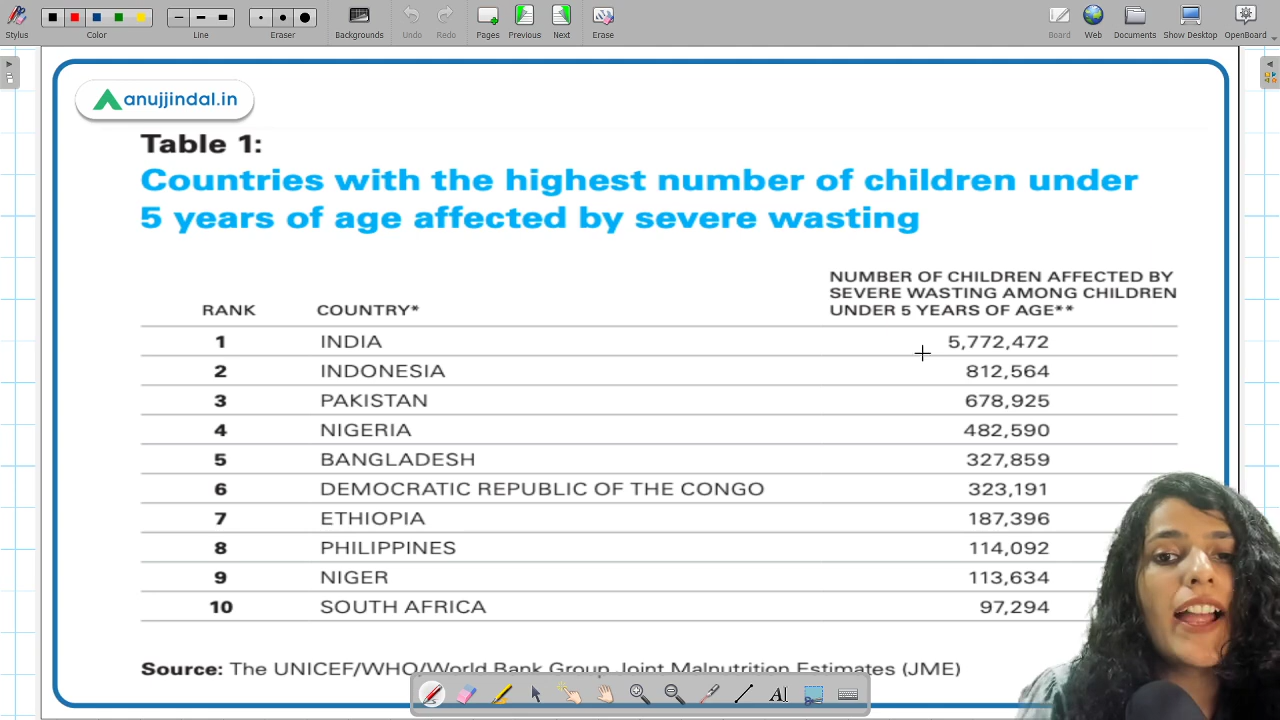 Stylus
Color
Line
Eraser
Backgrounds
Undo
Redo
Pages
Previous
Next
Erase
Board
Web
Documents
Show Desktop
OpenBoard
anujjindal.in
Table 1:
Countries with the highest number of children under
5 years of age affected by severe wasting
RANK COUNTRY* NUMBER OF CHILDREN AFFECTED BY
SEVERE WASTING AMONG CHILDREN
UNDER 5 YEARS OF AGE**
1 INDIA 5,772,472
2 INDONESIA 812,564
3 PAKISTAN 678,925
4 NIGERIA 482,590
5 BANGLADESH 327,859
6 DEMOCRATIC REPUBLIC OF THE CONGO 323,191
7 ETHIOPIA 187,396
8 PHILIPPINES 114,092
9 NIGER 113,634
10 SOUTH AFRICA 97,294
Source: The UNICEF/WHO/World Bank Group Joint Malnutrition Estimates (JME)
AI